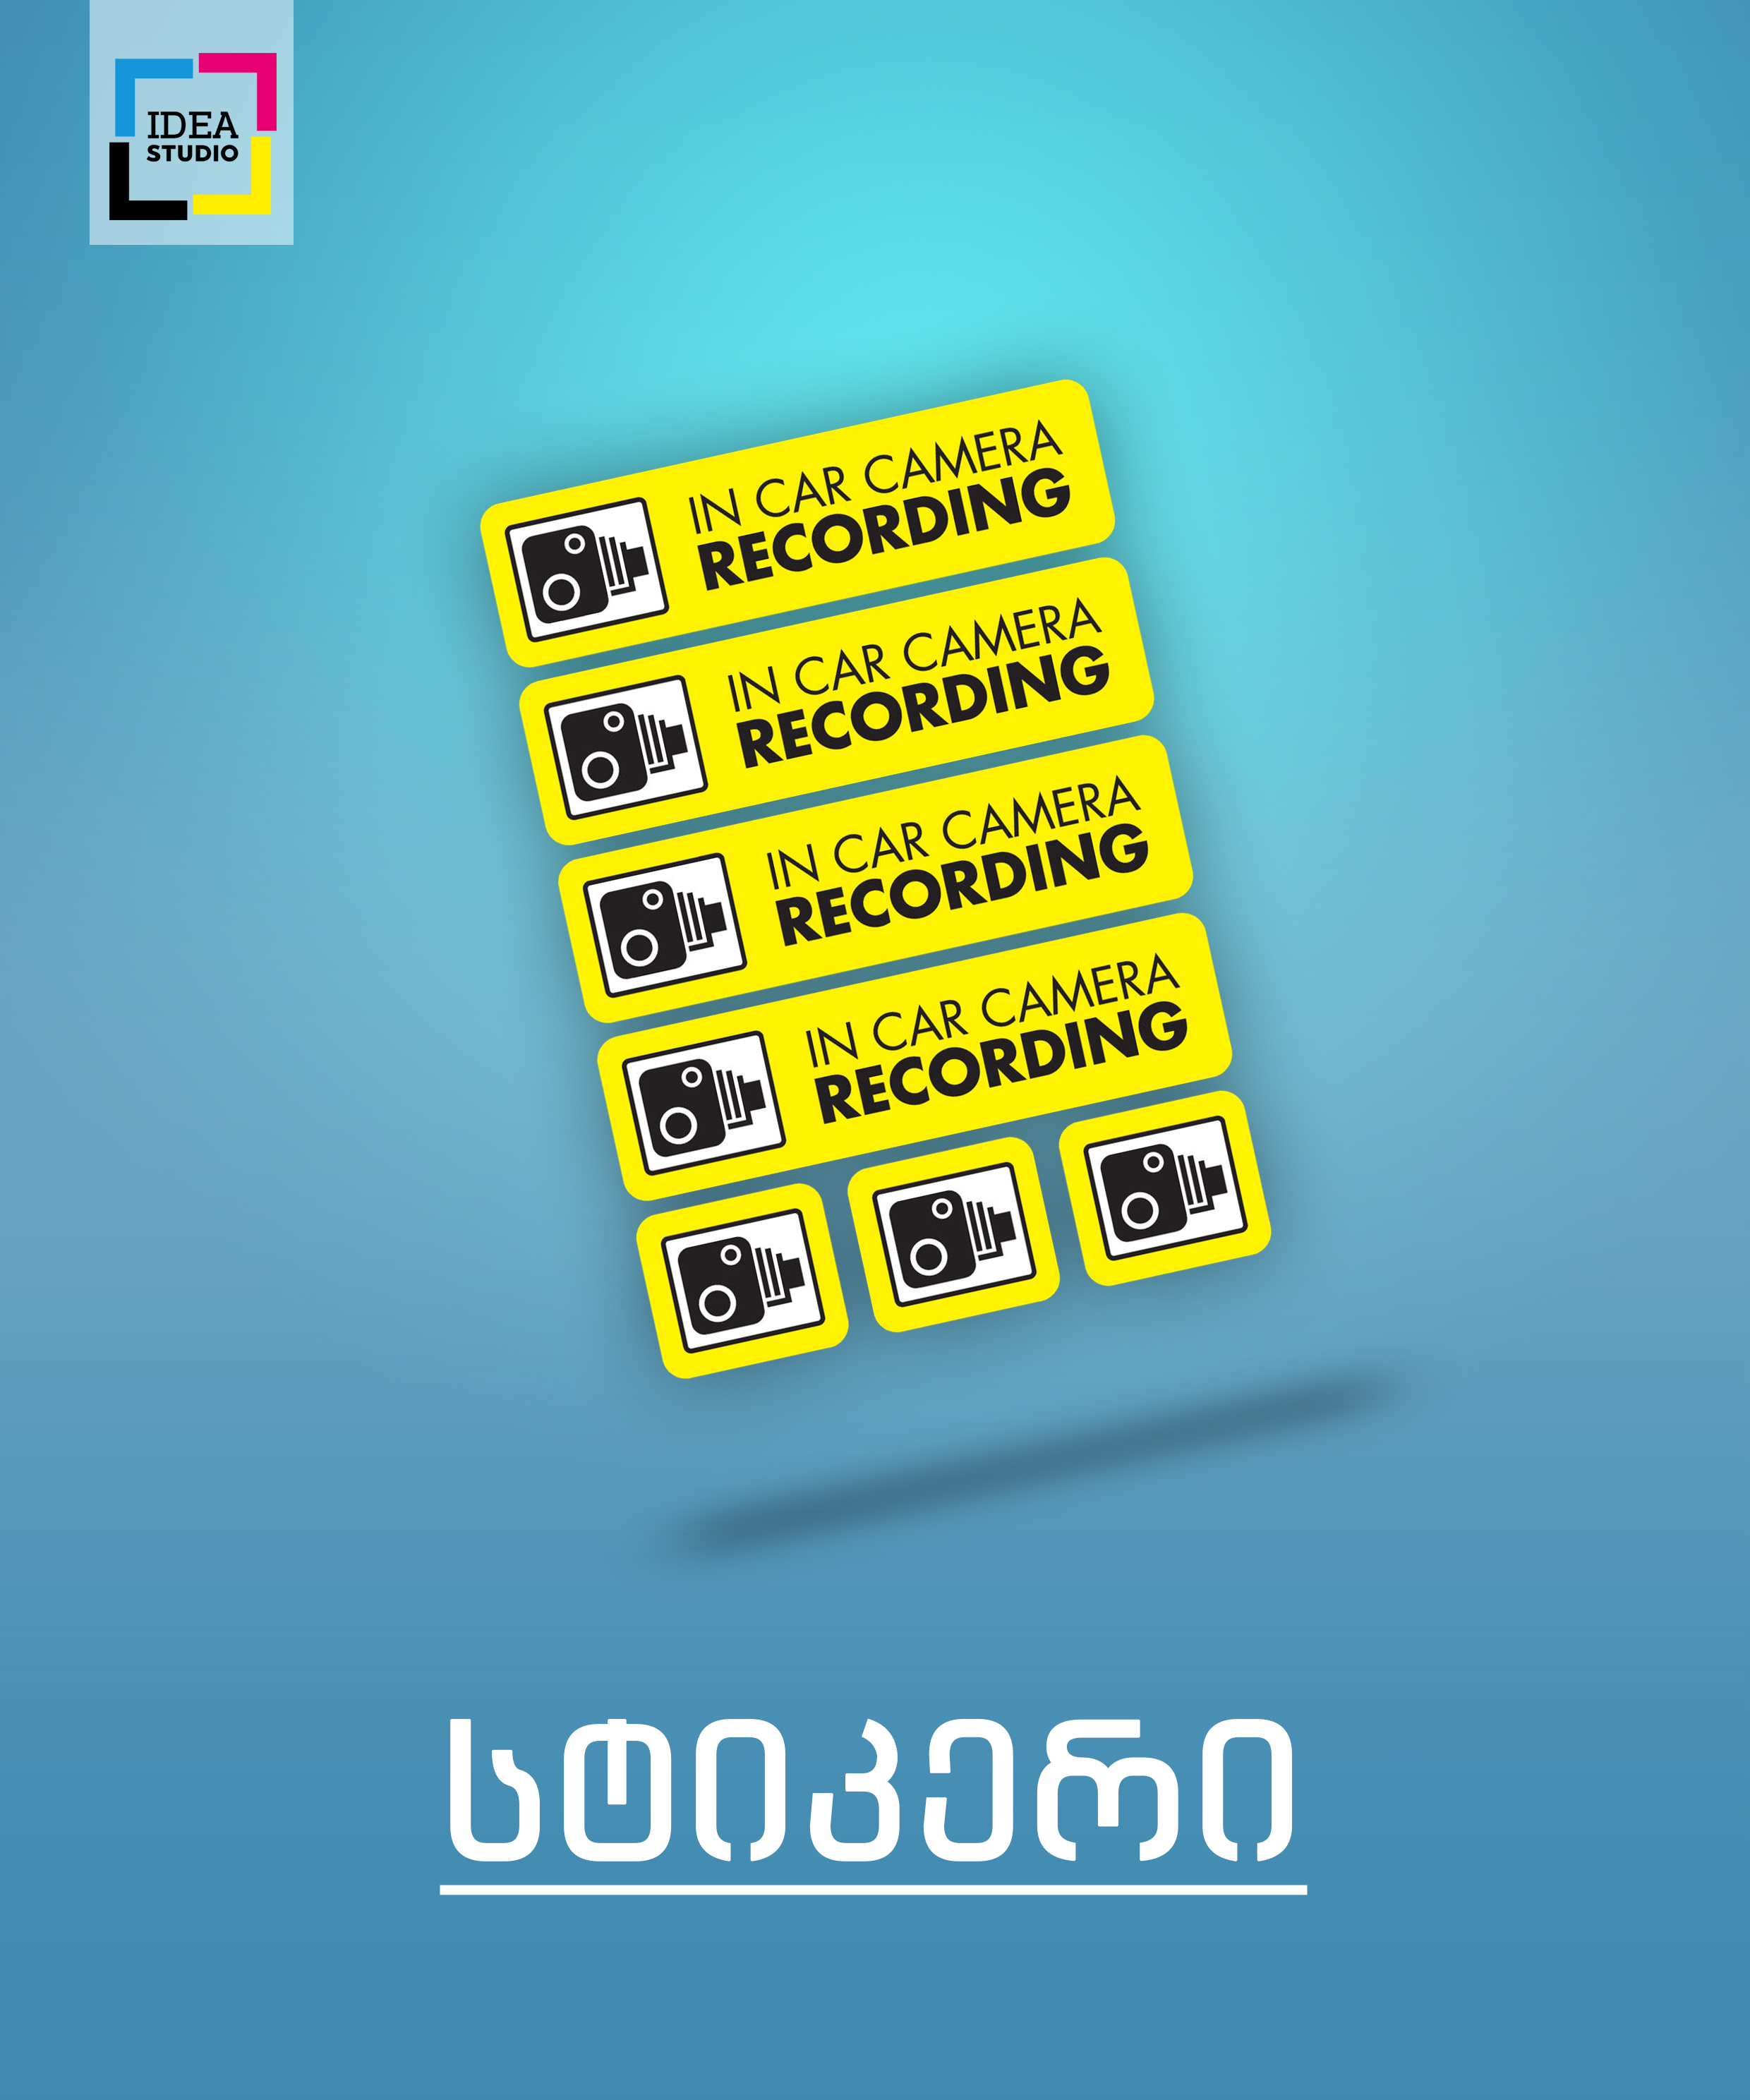 IDEA
STUDIO
IN CAR CAMERA
RECORDING
IN CAR CAMERA
RECORDING
IN CAR CAMERA
RECORDING
IN CAR CAMERA
RECORDING
სტიკერი